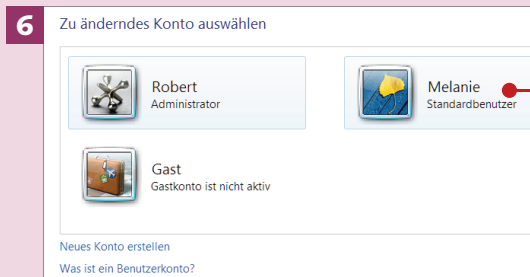 6
Zu änderndes Konto auswählen
Robert
Administrator
Melanie
Standardbenutzer
Gast
Gastkonto ist nicht aktiv
Neues Konto erstellen
Was ist ein Benutzerkonto?